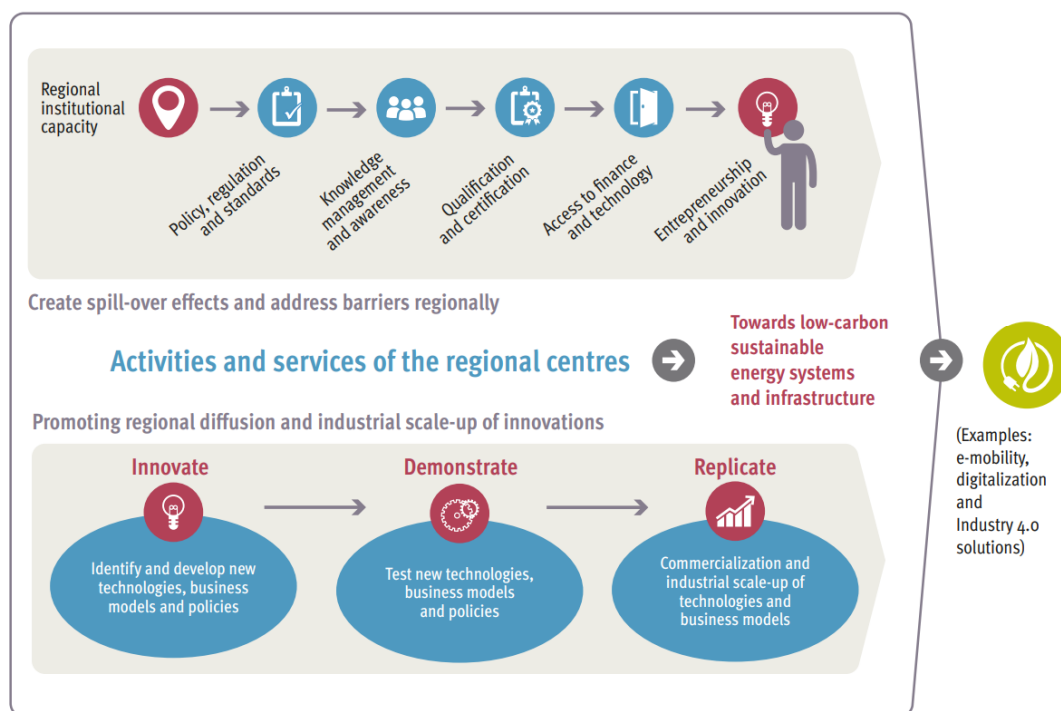 Regional
institutional
capacity
Policy, regulation
and standards
Knowledge
management
and awareness
Qualification
and certification
Access to finance
and technology
Entrepreneurship
and innovation
Create spill-over effects and address barriers regionally
Activities and services of the regional centres
Towards low-carbon
sustainable
energy systems
and infrastructure
Promoting regional diffusion and industrial scale-up of innovations
(Examples:
e-mobility,
digitalization
and
Industry 4.0
solutions)
Innovate
Demonstrate
Replicate
Identify and develop new
technologies, business
models and policies
Test new technologies,
business models
and policies
Commercialization and
industrial scale-up of
technologies and
business models